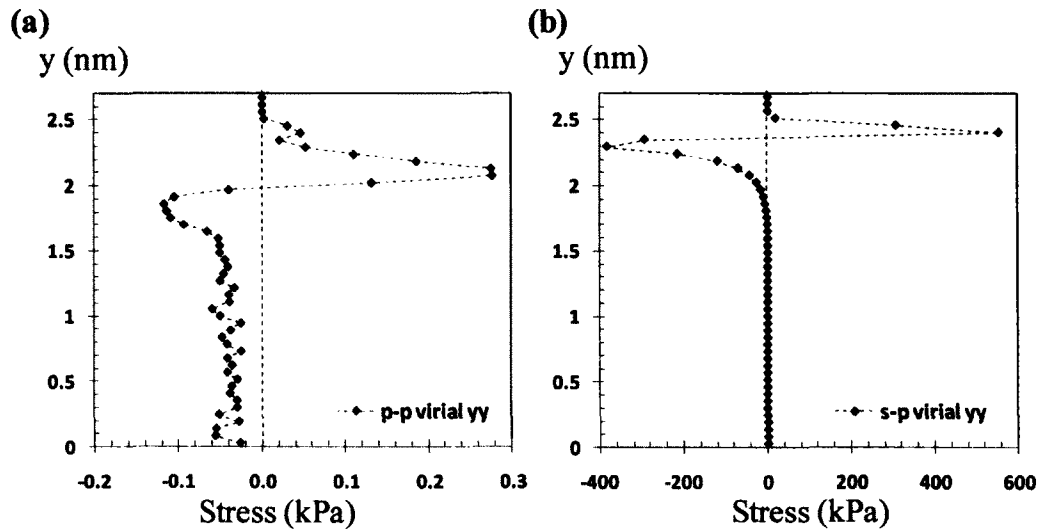 (a)
y (nm)
2.5
2
1.5
1
0.5
0
p-p virial yy
-0.2 -0.1 0.0 0.1 0.2 0.3
Stress (kPa)
(b)
y (nm)
2.5
2
1.5
1
0.5
0
s-p virial yy
-400 -200 0 200 400 600
Stress (kPa)